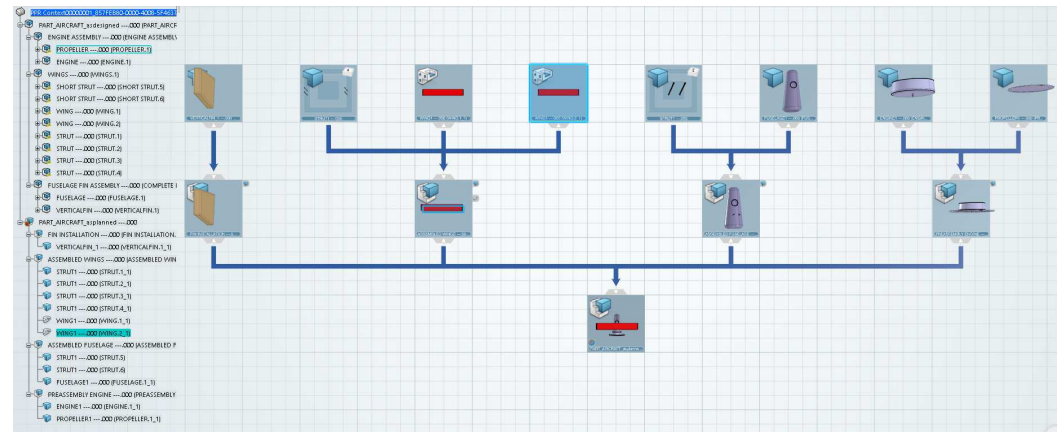 PPR Context00000001_857FEB80-0000-4008-5F4631
PART_AIRCRAFT_asdesigned ---.000 (PART_AIRCF
ENGINE ASSEMBLY ---.000 (ENGINE ASSEMBLY
PROPELLER ---.000 (PROPELLER.1)
ENGINE ---.000 (ENGINE.1)
WINGS ---.000 (WINGS.1)
SHORT STRUT ---.000 (SHORT STRUT.5)
SHORT STRUT ---.000 (SHORT STRUT.6)
WING ---.000 (WING.1)
WING ---.000 (WING.2)
STRUT ---.000 (STRUT.1)
STRUT ---.000 (STRUT.2)
STRUT ---.000 (STRUT.3)
STRUT ---.000 (STRUT.4)
FUSELAGE FIN ASSEMBLY ---.000 (COMPLETE
FUSELAGE ---.000 (FUSELAGE.1)
VERTICALFIN ---.000 (VERTICALFIN.1)
PART_AIRCRAFT_asplanned ---.000
FIN INSTALLATION ---.000 (FIN INSTALLATION.
VERTICALFIN_1 ---.000 (VERTICALFIN.1_1)
ASSEMBLED WINGS ---.000 (ASSEMBLED WIN
STRUT1 ---.000 (STRUT.1_1)
STRUT1 ---.000 (STRUT.2_1)
STRUT1 ---.000 (STRUT.3_1)
STRUT1 ---.000 (STRUT.4_1)
WING1 ---.000 (WING.1_1)
WING1 ---.000 (WING.2_1)
ASSEMBLED FUSELAGE ---.000 (ASSEMBLED F
STRUT1 ---.000 (STRUT.5)
STRUT1 ---.000 (STRUT.6)
FUSELAGE1 ---.000 (FUSELAGE.1_1)
PREASSEMBLY ENGINE ---.000 (PREASSEMBLY
ENGINE1 ---.000 (ENGINE.1_1)
PROPELLER1 ---.000 (PROPELLER.1_1)